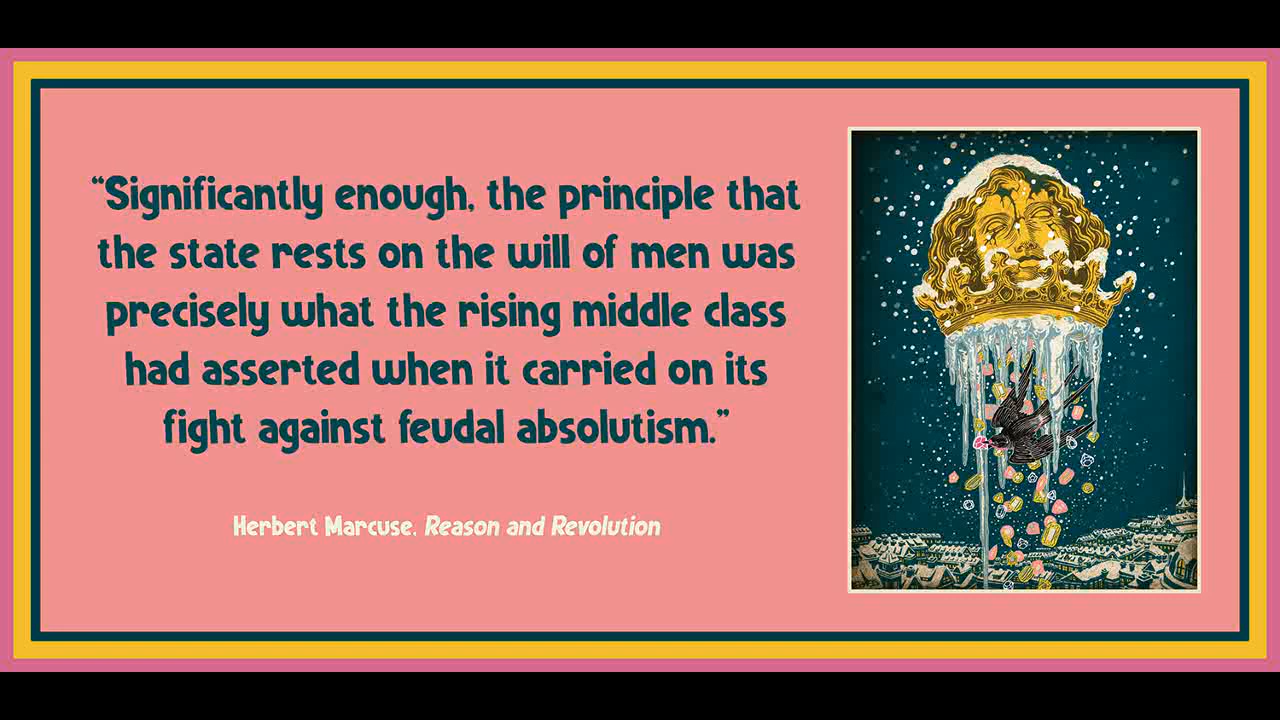 “Significantly enough, the principle that
the state rests on the will of men was
precisely what the rising middle class
had asserted when it carried on its
fight against feudal absolutism.”
Herbert Marcuse, Reason and Revolution